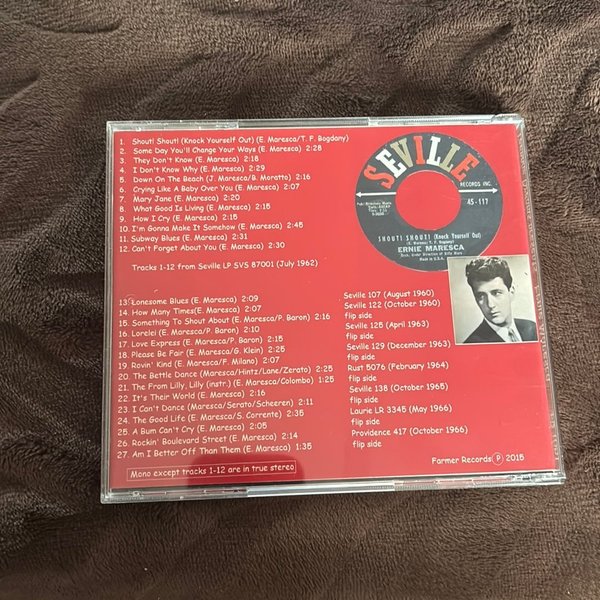 1. Shout! Shout! (Knock Yourself Out) (E. Maresca/T. F. Bogdany)
2. Some Day You'll Change Your Ways (E. Maresca) 2:28
3. They Don't Know (E. Maresca) 2:18
4. I Don't Know Why (E. Maresca) 2:29
5. Down On The Beach (J. Maresca/B. Moratto) 2:16
6. Crying Like A Baby Over You (E. Maresca) 2:07
7. Mary Jane (E. Maresca) 2:20
8. What Good Is Living (E. Maresca) 2:15
9. How I Cry (E. Maresca) 2:15
10. I'm Gonna Make It Somehow (E. Maresca) 2:45
11. Subway Blues (E. Maresca) 2:31
12. Can't Forget About You (E. Maresca) 2:30
Tracks 1-12 from Seville LP SVS 87001 (July 1962)
SEVILLE
RECORDS INC.
45-117
SHOUT! SHOUT! (Knock Yourself Out)
ERNIE MARESCA
13. Lonesome Blues (E. Maresca) 2:09
14. How Many Times(E. Maresca) 2:07
15. Something To Shout About (E. Maresca/P. Baron) 2:16
16. Lorelei (E. Maresca/P. Baron) 2:10
17. Love Express (E. Maresca/P. Baron) 2:15
18. Please Be Fair (E. Maresca/G. Klein) 2:25
19. Rovin' Kind (E. Maresca/F. Milano) 2:07
20. The Bettle Dance (Maresca/Hintz/Lane/Zerato) 2:25
21. The From Lilly, Lilly (instr.) (E. Maresca/Colombo) 1:25
22. It's Their World (E. Maresca) 2:16
23. I Can't Dance (Maresca/Serato/Scheeren) 2:11
24. The Good Life (E. Maresca/S. Corrente) 2:35
25. A Bum Can't Cry (E. Maresca) 2:05
26. Rockin' Boulevard Street (E. Maresca) 2:14
27. Am I Better Off Than Them (E. Maresca) 1:35
Seville 107 (August 1960)
Seville 122 (October 1960)
flip side
Seville 125 (April 1963)
flip side
Seville 129 (December 1963)
flip side
Rust 5076 (February 1964)
flip side
Seville 138 (October 1965)
flip side
Laurie LR 3345 (May 1966)
flip side
Providence 417 (October 1966)
flip side
Mono except tracks 1-12 are in true stereo
Farmer Records ℗ 2015